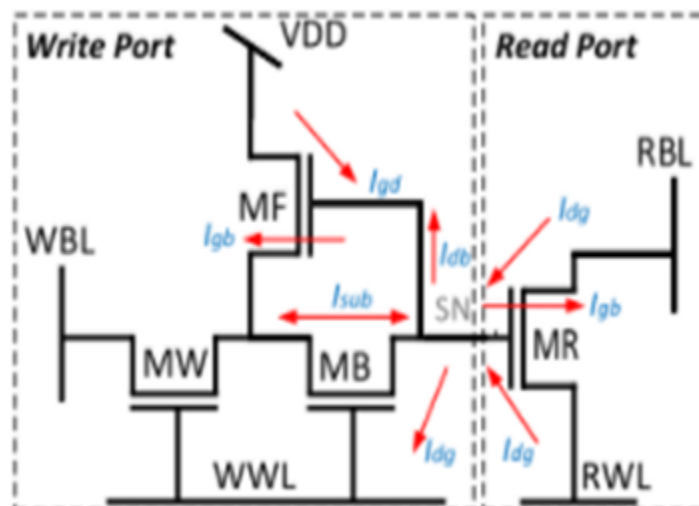 Write Port
VDD
Read Port
RBL
MF
Igd
Idg
WBL
Igb
Idb
Isub
SN
Igb
MW
MB
MR
Idg
Idg
WWL
RWL